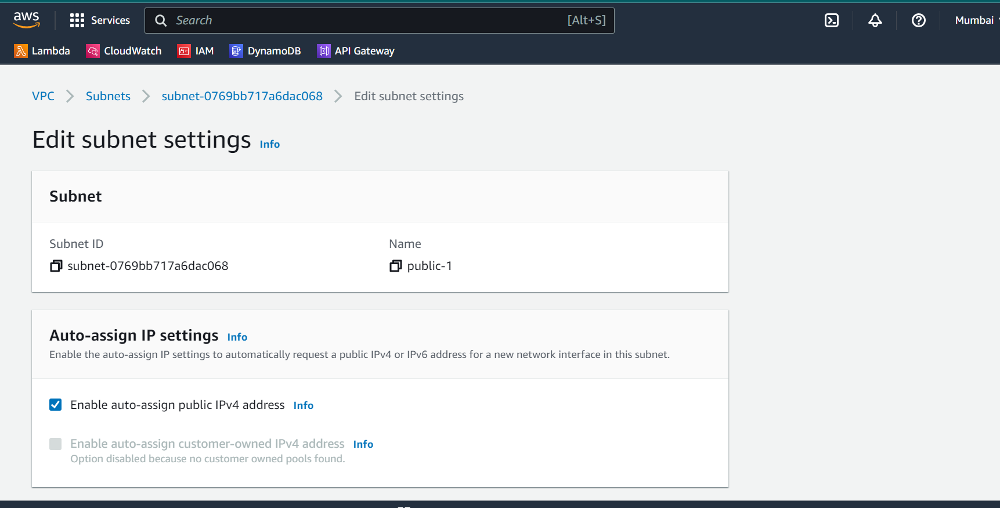 aws Services Search [Alt+S] Mumbai
Lambda CloudWatch IAM DynamoDB API Gateway
VPC Subnets subnet-0769bb717a6dac068 Edit subnet settings
Edit subnet settings Info
Subnet
Subnet ID Name
subnet-0769bb717a6dac068 public-1
Auto-assign IP settings Info
Enable the auto-assign IP settings to automatically request a public IPv4 or IPv6 address for a new network interface in this subnet.
Enable auto-assign public IPv4 address Info
Enable auto-assign customer-owned IPv4 address Info
Option disabled because no customer owned pools found.